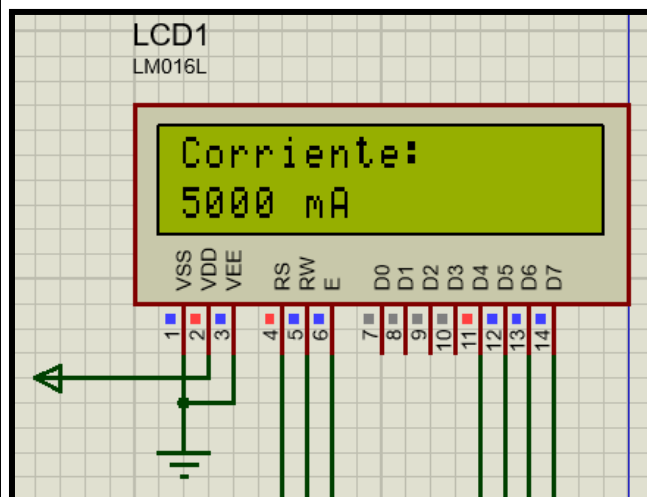 LCD1
LM016L
Corriente:
5000 mA
VSS VDD VEE RS RW E D0 D1 D2 D3 D4 D5 D6 D7
1 2 3 4 5 6 7 8 9 10 11 12 13 14